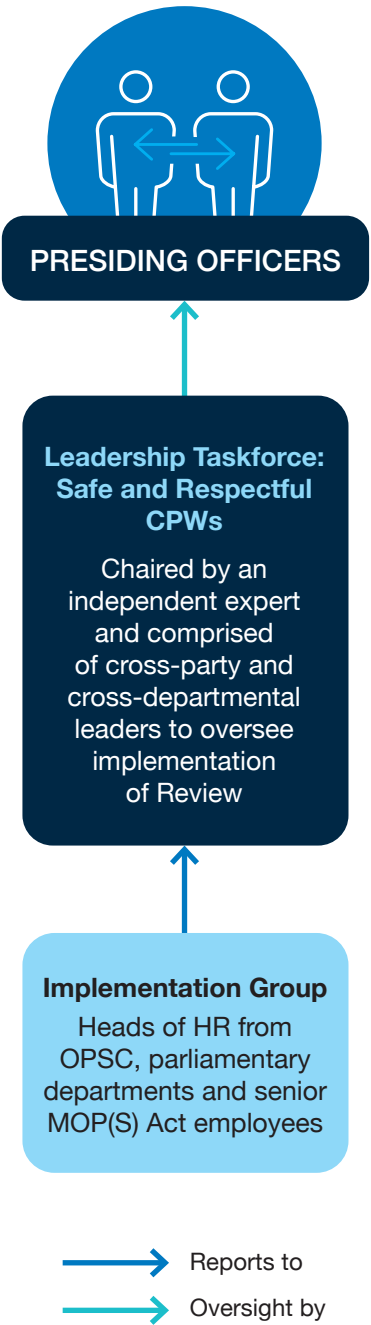 PRESIDING OFFICERS
Leadership Taskforce:
Safe and Respectful
CPWs
Chaired by an
independent expert
and comprised
of cross-party and
cross-departmental
leaders to oversee
implementation
of Review
Implementation Group
Heads of HR from
OPSC, parliamentary
departments and senior
MOP(S) Act employees
Reports to
Oversight by